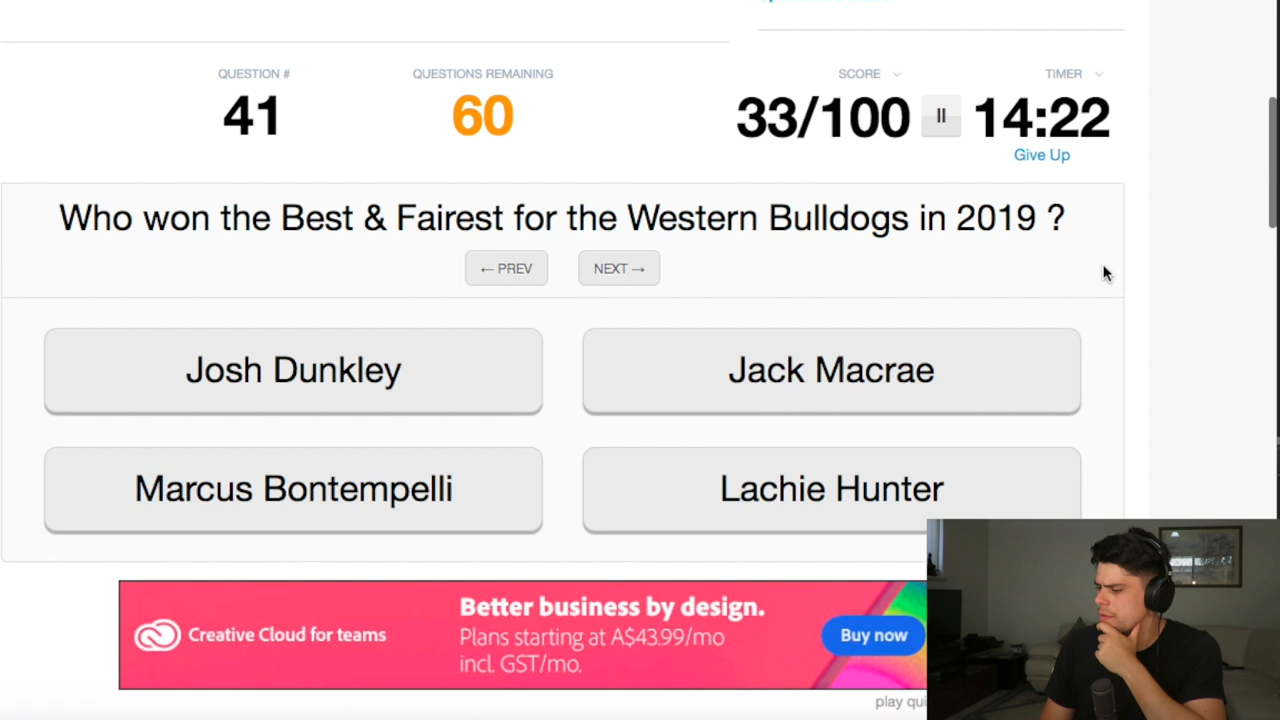 QUESTION #
41
QUESTIONS REMAINING
60
SCORE
33/100
II
TIMER
14:22
Give Up
Who won the Best & Fairest for the Western Bulldogs in 2019 ?
← PREV
NEXT →
Josh Dunkley
Jack Macrae
Marcus Bontempelli
Lachie Hunter
Creative Cloud for teams
Better business by design.
Plans starting at A$43.99/mo
incl. GST/mo.
Buy now
play qui